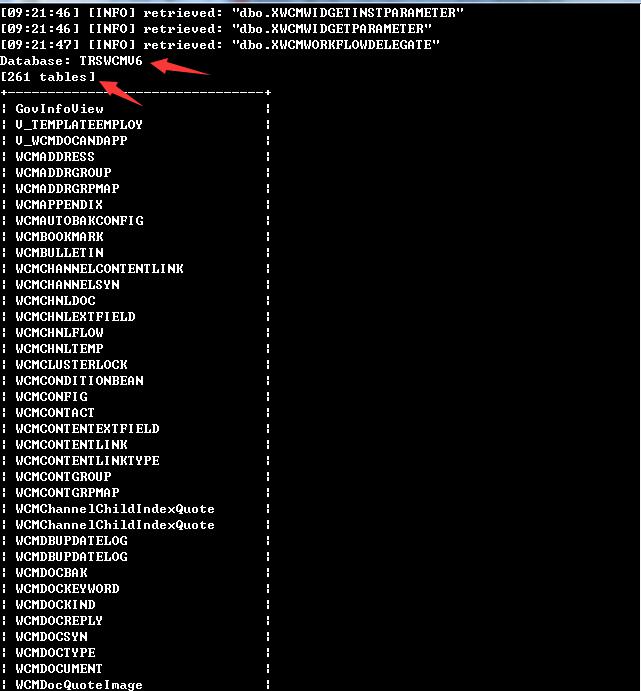 [09:21:46] [INFO] retrieved: "dbo.XWCMWIDGETINSTPARAMETER"
[09:21:46] [INFO] retrieved: "dbo.XWCMWIDGETPARAMETER"
[09:21:47] [INFO] retrieved: "dbo.XWCMWORKFLOWDELEGATE"
Database: TRSWCMV6
[261 tables]
+--------------------------------+
| GovInfoView |
| V_TEMPLATEEMPLOY |
| V_WCMDOCANDAPP |
| WCMADDRESS |
| WCMADDRGROUP |
| WCMADDRGRPMAP |
| WCMAPPENDIX |
| WCMAUTOBAKCONFIG |
| WCMBOOKMARK |
| WCMBULLETIN |
| WCMCHANNELCONTENTLINK |
| WCMCHANNELSYN |
| WCMCHNLDOC |
| WCMCHNLEXTFIELD |
| WCMCHNLFLOW |
| WCMCHNLTEMP |
| WCMCLUSTERLOCK |
| WCMCONDITIONBEAN |
| WCMCONFIG |
| WCMCONTACT |
| WCMCONTENTEXTFIELD |
| WCMCONTENTLINK |
| WCMCONTENTLINKTYPE |
| WCMCONTGROUP |
| WCMCONTGRPMAP |
| WCMChannelChildIndexQuote |
| WCMChannelChildIndexQuote |
| WCMDBUPDATELOG |
| WCMDBUPDATELOG |
| WCMDOCBAK |
| WCMDOCKEYWORD |
| WCMDOCKIND |
| WCMDOCREPLY |
| WCMDOCSYN |
| WCMDOCTYPE |
| WCMDOCUMENT |
| WCMDocQuoteImage |